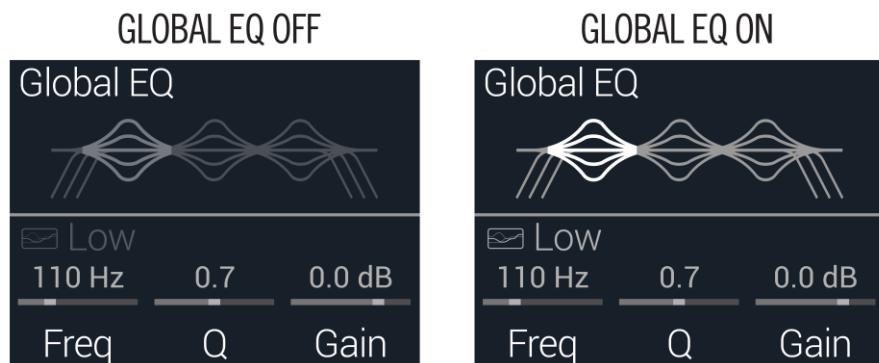 GLOBAL EQ OFF
Global EQ
Low
110 Hz 0.7 0.0 dB
Freq Q Gain
GLOBAL EQ ON
Global EQ
Low
110 Hz 0.7 0.0 dB
Freq Q Gain